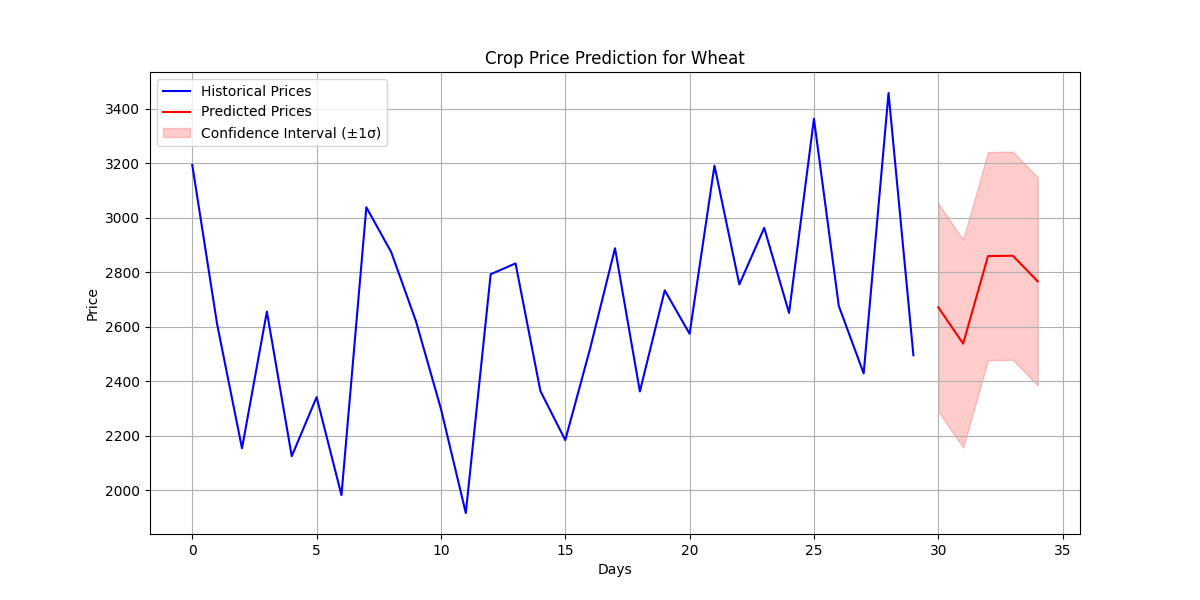 Crop Price Prediction for Wheat
Historical Prices
Predicted Prices
Confidence Interval (±1σ)
Price
3400
3200
3000
2800
2600
2400
2200
2000
0 5 10 15 20 25 30 35
Days